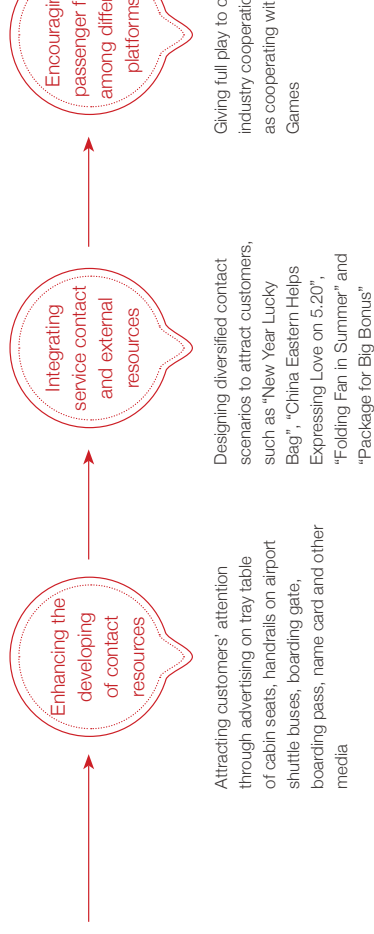 Enhancing the
developing
of contact
resources
Attracting customers' attention
through advertising on tray table
of cabin seats, handrails on airport
shuttle buses, boarding gate,
boarding pass, name card and other
media
Integrating
service contact
and external
resources
Designing diversified contact
scenarios to attract customers,
such as “New Year Lucky
Bag”, “China Eastern Helps
Expressing Love on 5.20”,
“Folding Fan in Summer” and
“Package for Big Bonus”
passenger
among
platforms
Giving full play to
industry
as cooperating
Games